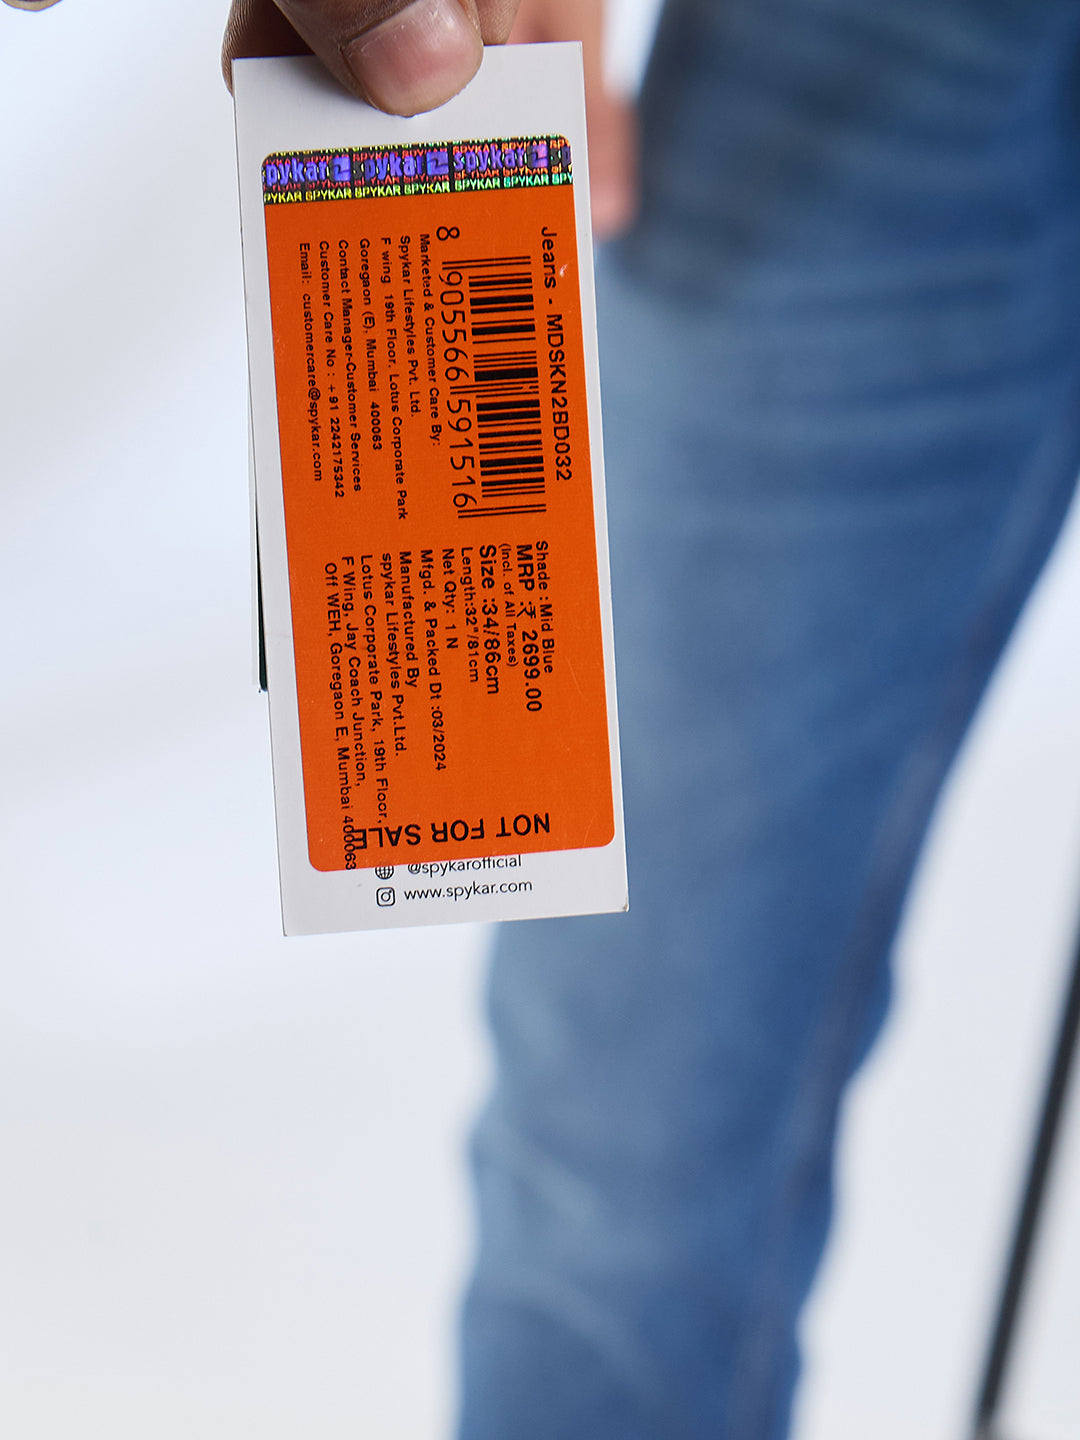 spykar spykar spykar
SPYKAR SPYKAR SPYKAR SPYKAR SPYKAR SPYKAR
Jeans - MDSKN2BD032
8 905566 591516
Marketed & Customer Care By:
Spykar Lifestyles Pvt. Ltd.
F wing 19th Floor, Lotus Corporate Park
Goregaon (E), Mumbai 400063
Contact Manager-Customer Services
Customer Care No : +91 2242175342
Email: customercare@spykar.com
Shade : Mid Blue
MRP : ₹ 2699.00
(Incl. of All Taxes)
Size :34/86cm
Length:32"/81cm
Net Qty: 1 N
Mfgd. & Packed Dt :03/2024
Manufactured By
spykar Lifestyles Pvt.Ltd.
Lotus Corporate Park, 19th Floor,
F Wing, Jay Coach Junction,
Off WEH, Goregaon E, Mumbai 400063
NOT FOR SALE
@spykarofficial
www.spykar.com